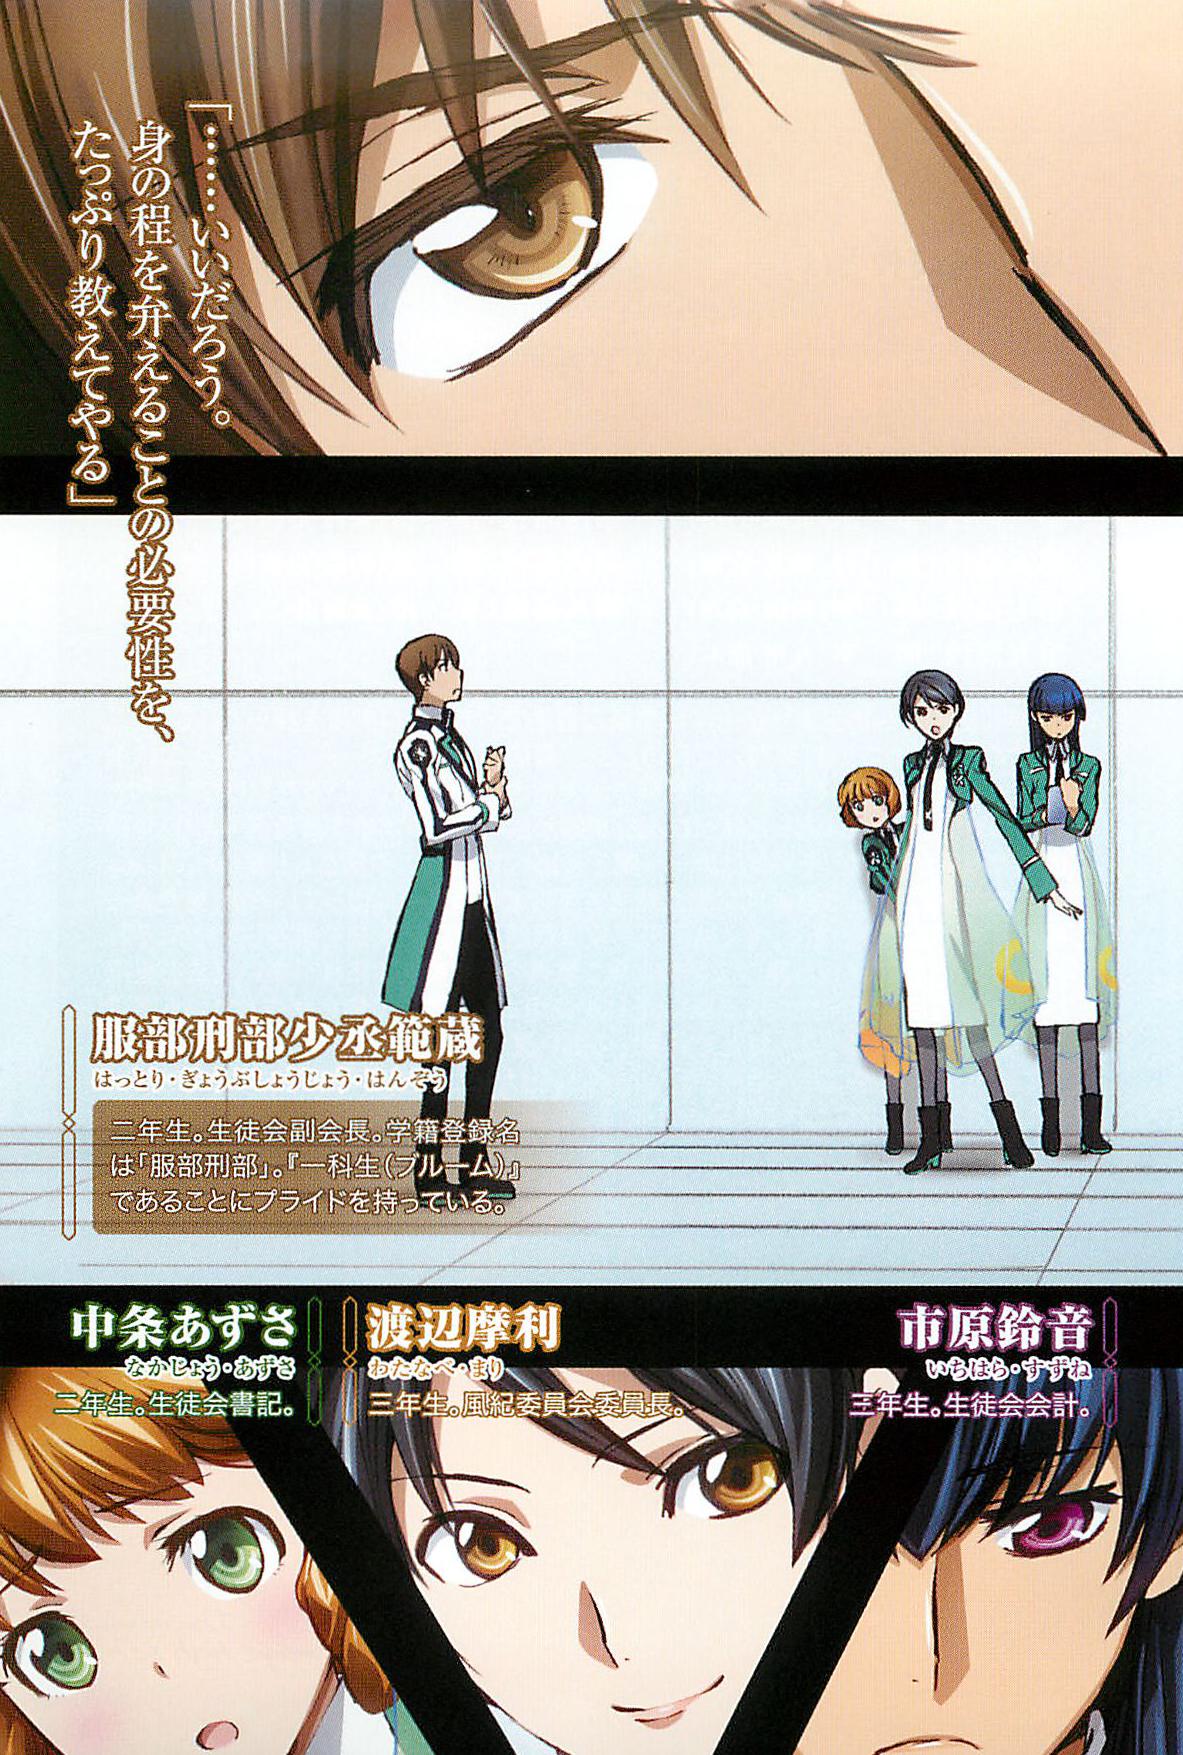 「……いいだろう。
身の程を弁えることの必要性を、
たっぷり教えてやる」
服部刑部少丞範蔵
はっとり・ぎょうぶしょうじょう・はんぞう
二年生。生徒会副会長。学籍登録名
は「服部刑部」。『一科生(ブルーム)』
であることにプライドを持っている。
中条あずさ
なかじょう・あずさ
二年生。生徒会書記。
渡辺摩利
わたなべ・まり
三年生。風紀委員会委員長。
市原鈴音
いちはら・すずね
三年生。生徒会会計。